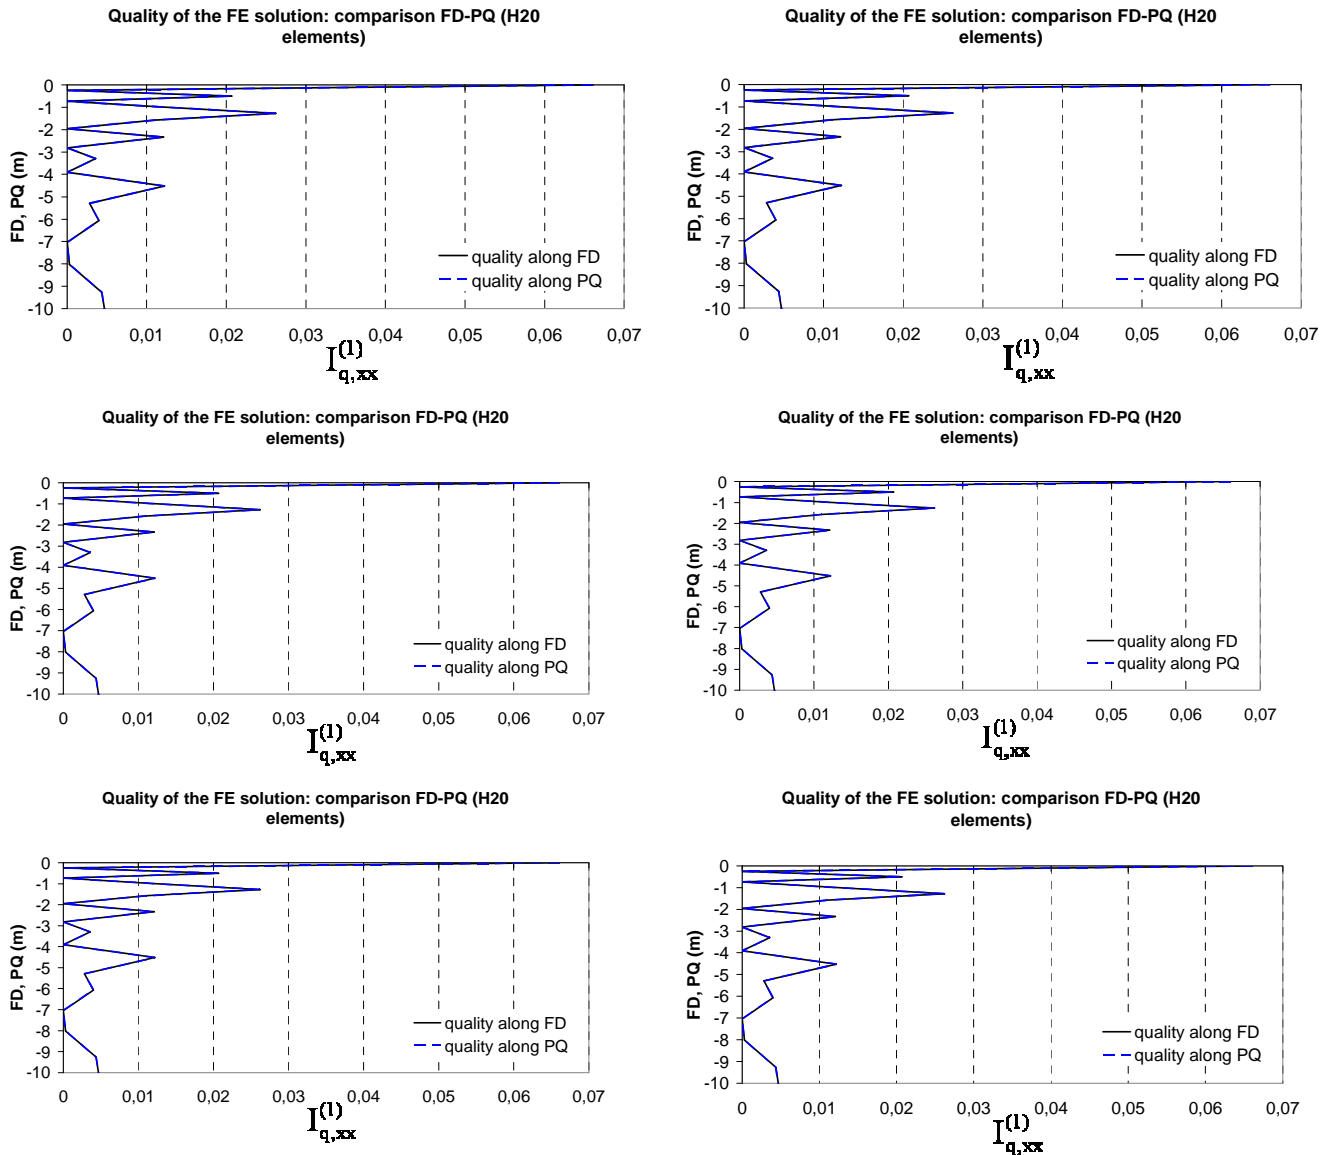 Quality of the FE solution: comparison FD-PQ (H20
elements)
FD, PQ (m)
0
-1
-2
-3
-4
-5
-6
-7
-8
-9
-10
quality along FD
quality along PQ
0 0,01 0,02 0,03 0,04 0,05 0,06 0,07
I(1)q,xx
Quality of the FE solution: comparison FD-PQ (H20
elements)
FD, PQ (m)
0
-1
-2
-3
-4
-5
-6
-7
-8
-9
-10
quality along FD
quality along PQ
0 0,01 0,02 0,03 0,04 0,05 0,06 0,07
I(1)q,xx
Quality of the FE solution: comparison FD-PQ (H20
elements)
FD, PQ (m)
0
-1
-2
-3
-4
-5
-6
-7
-8
-9
-10
quality along FD
quality along PQ
0 0,01 0,02 0,03 0,04 0,05 0,06 0,07
I(1)q,xx
Quality of the FE solution: comparison FD-PQ (H20
elements)
FD, PQ (m)
0
-1
-2
-3
-4
-5
-6
-7
-8
-9
-10
quality along FD
quality along PQ
0 0,01 0,02 0,03 0,04 0,05 0,06 0,07
I(1)q,xx
Quality of the FE solution: comparison FD-PQ (H20
elements)
FD, PQ (m)
0
-1
-2
-3
-4
-5
-6
-7
-8
-9
-10
quality along FD
quality along PQ
0 0,01 0,02 0,03 0,04 0,05 0,06 0,07
I(1)q,xx
Quality of the FE solution: comparison FD-PQ (H20
elements)
FD, PQ (m)
0
-1
-2
-3
-4
-5
-6
-7
-8
-9
-10
quality along FD
quality along PQ
0 0,01 0,02 0,03 0,04 0,05 0,06 0,07
I(1)q,xx